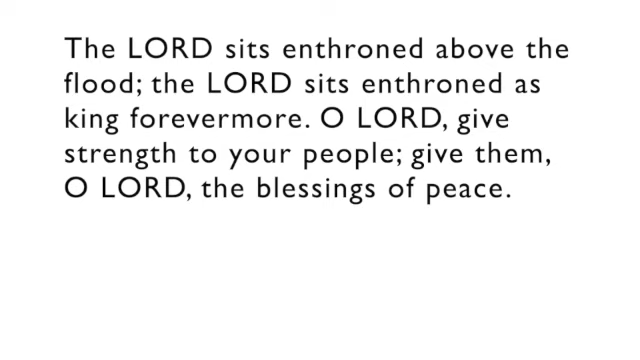 The LORD sits enthroned above the
flood; the LORD sits enthroned as
king forevermore. O LORD, give
strength to your people; give them,
O LORD, the blessings of peace.